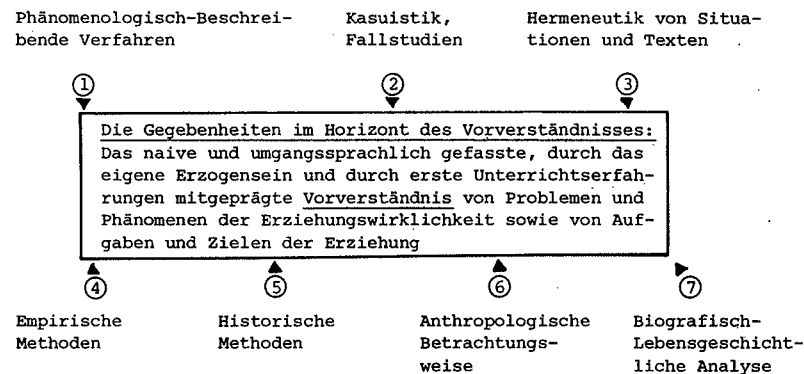 Phänomenologisch-Beschrei-
bende Verfahren
Kasuistik,
Fallstudien
Hermeneutik von Situa-
tionen und Texten
① ② ③
Die Gegebenheiten im Horizont des Vorverständnisses:
Das naive und umgangssprachlich gefasste, durch das
eigene Erzogensein und durch erste Unterrichtserfah-
rungen mitgeprägte Vorverständnis von Problemen und
Phänomenen der Erziehungswirklichkeit sowie von Auf-
gaben und Zielen der Erziehung
④ ⑤ ⑥ ⑦
Empirische
Methoden
Historische
Methoden
Anthropologische
Betrachtungs-
weise
Biografisch-
Lebensgeschicht-
liche Analyse